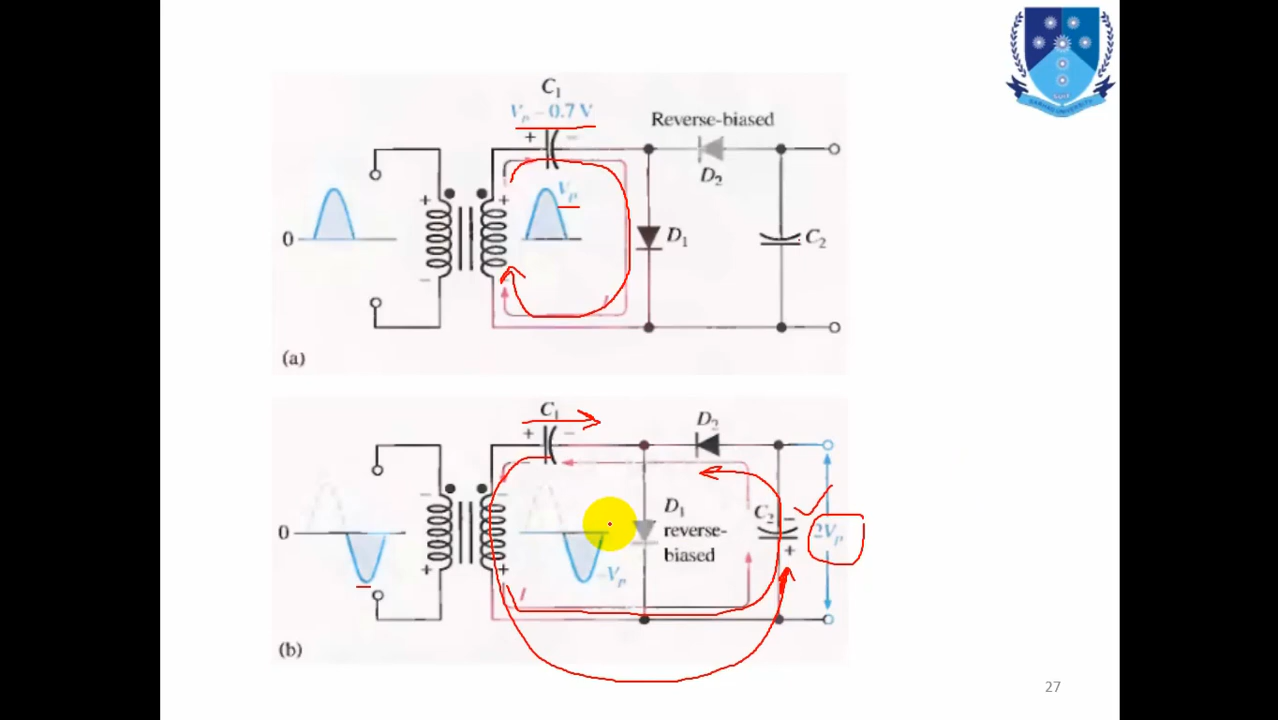 C₁
Vₚ – 0.7 V
+ –
Reverse-biased
D₂
Vₚ
+ +
0
D₁
C₂
– –
I
(a)
C₁
D₂
+ –
– –
D₁
reverse-
biased
C₂
–
2Vₚ
+
0
+ +
–Vₚ
I
(b)
27